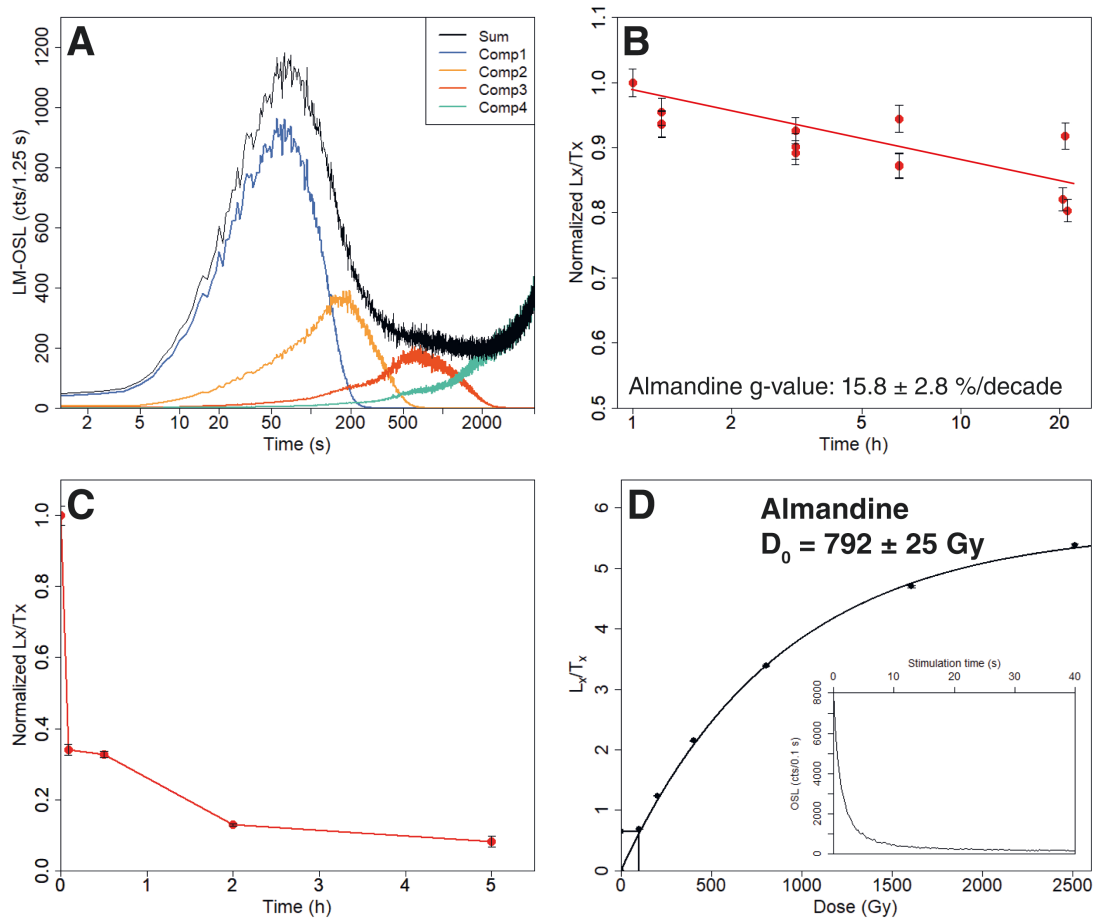 A
Sum
Comp1
Comp2
Comp3
Comp4
LM-OSL (cts/1.25 s)
0 200 400 600 800 1000 1200
2 5 10 20 50 200 500 2000
Time (s)
B
Normalized Lx/Tx
0.5 0.6 0.7 0.8 0.9 1.0 1.1
Almandine g-value: 15.8 ± 2.8 %/decade
1 2 5 10 20
Time (h)
C
Normalized Lx/Tx
0.0 0.2 0.4 0.6 0.8 1.0
0 1 2 3 4 5
Time (h)
D
Almandine
D₀ = 792 ± 25 Gy
Lₓ/Tₓ
0 1 2 3 4 5 6
Stimulation time (s)
0 10 20 30 40
OSL (cts/0.1 s)
0 2000 4000 6000 8000
0 500 1000 1500 2000 2500
Dose (Gy)